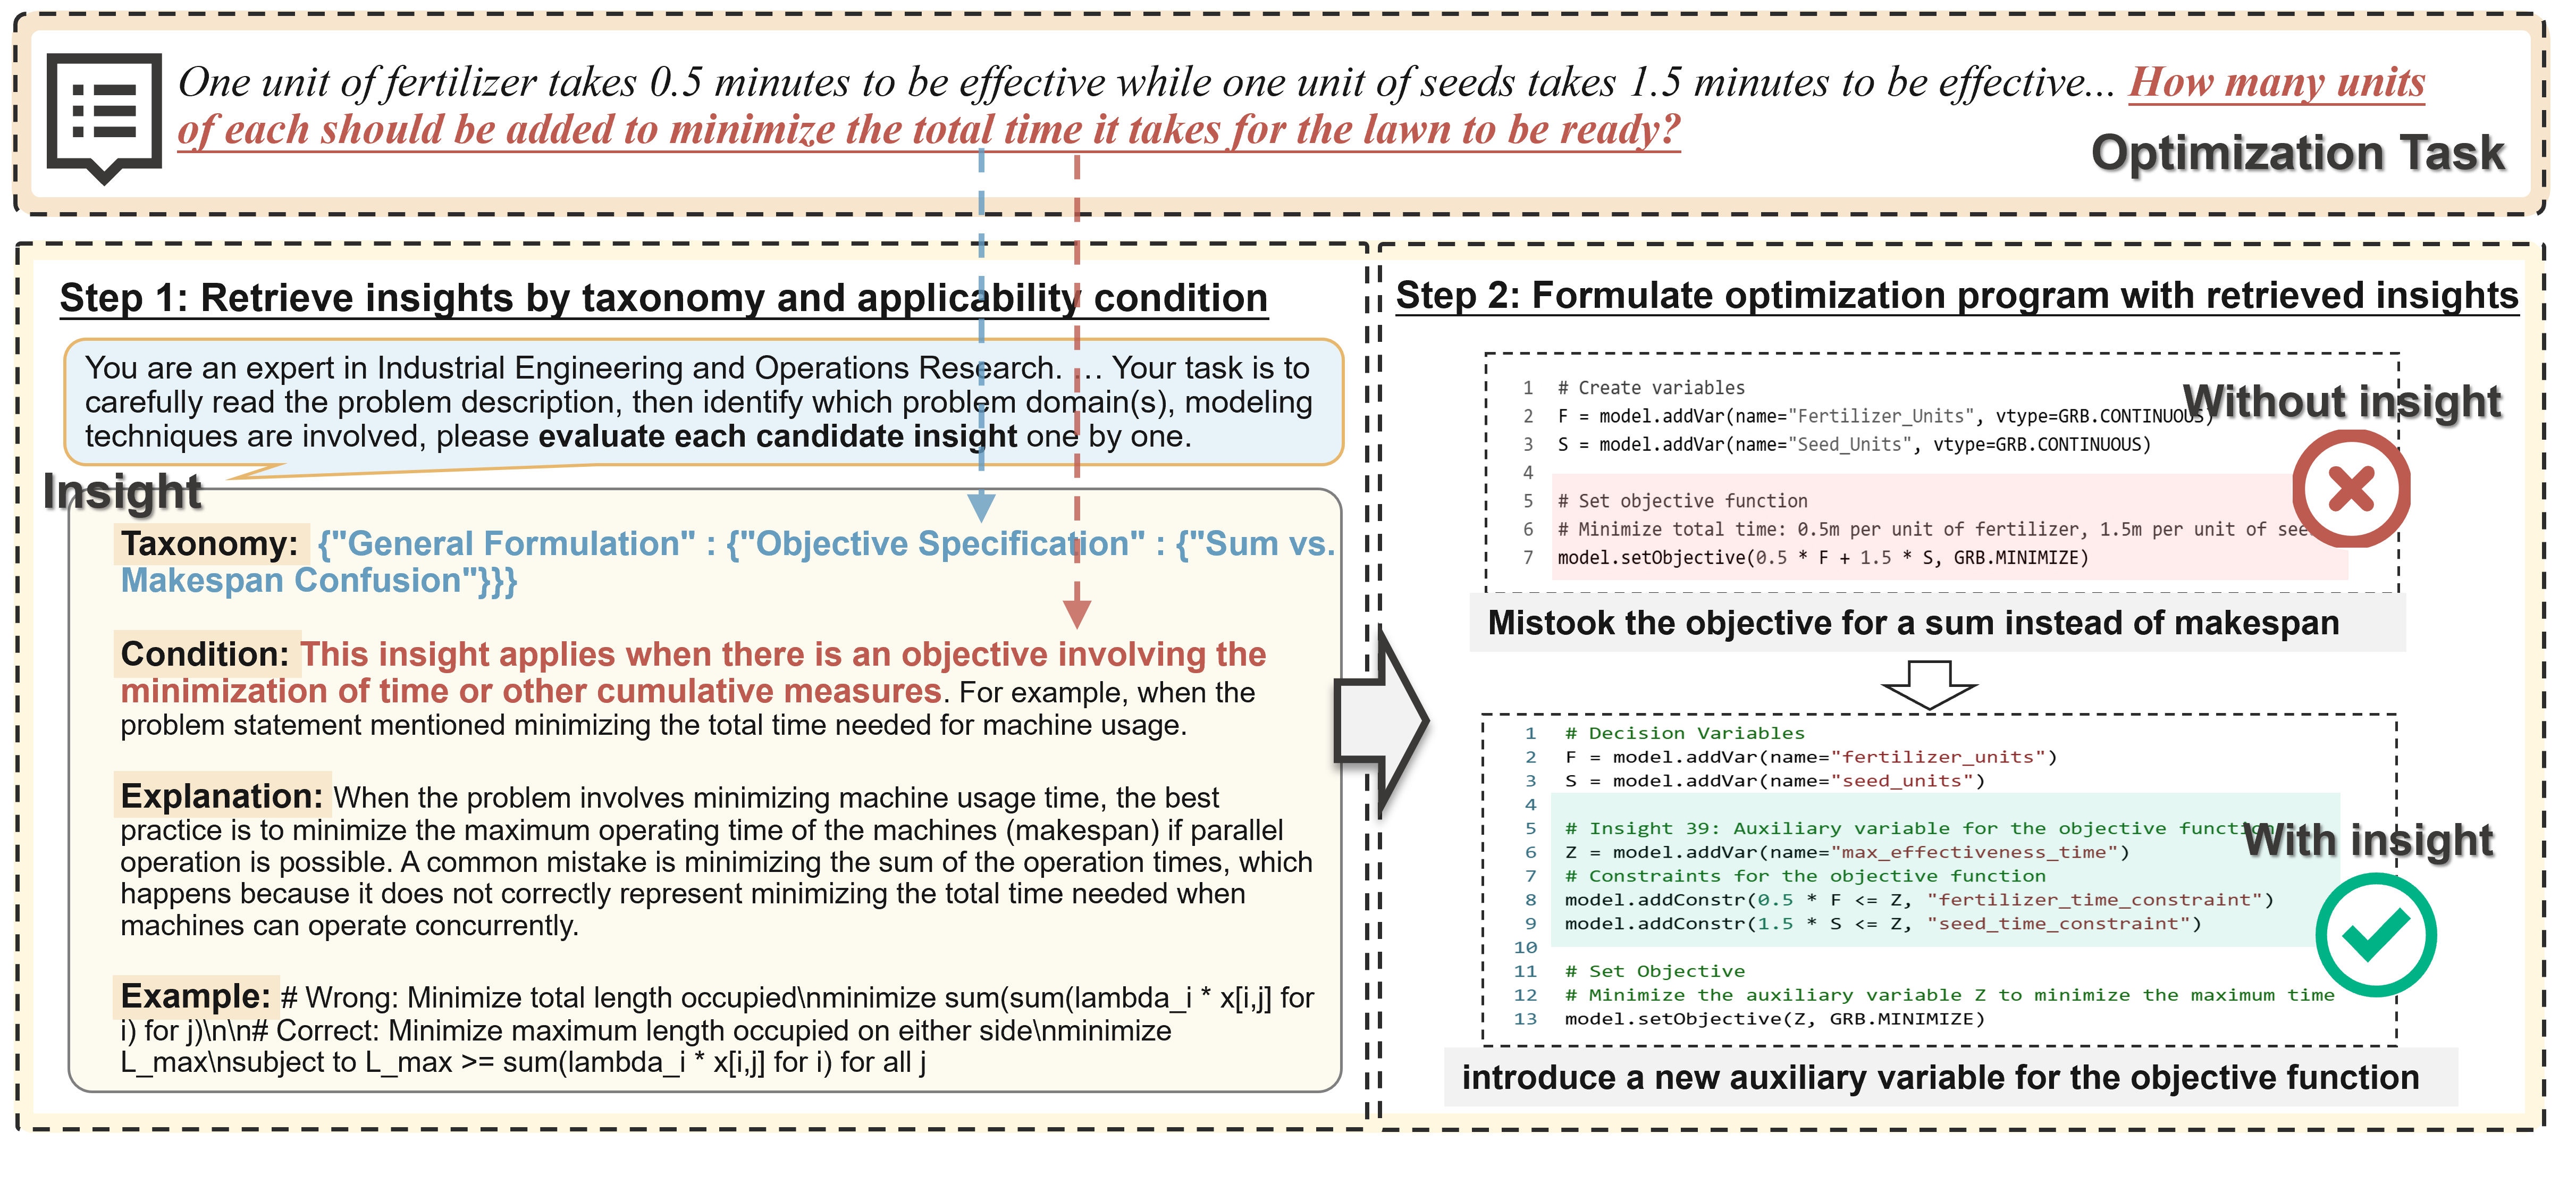 One unit of fertilizer takes 0.5 minutes to be effective while one unit of seeds takes 1.5 minutes to be effective... How many units
of each should be added to minimize the total time it takes for the lawn to be ready?
Optimization Task
Step 1: Retrieve insights by taxonomy and applicability condition
You are an expert in Industrial Engineering and Operations Research. … Your task is to
carefully read the problem description, then identify which problem domain(s), modeling
techniques are involved, please evaluate each candidate insight one by one.
Insight
Taxonomy: {"General Formulation" : {"Objective Specification" : {"Sum vs.
Makespan Confusion"}}}
Condition: This insight applies when there is an objective involving the
minimization of time or other cumulative measures. For example, when the
problem statement mentioned minimizing the total time needed for machine usage.
Explanation: When the problem involves minimizing machine usage time, the best
practice is to minimize the maximum operating time of the machines (makespan) if parallel
operation is possible. A common mistake is minimizing the sum of the operation times, which
happens because it does not correctly represent minimizing the total time needed when
machines can operate concurrently.
Example: # Wrong: Minimize total length occupied\nminimize sum(sum(lambda_i * x[i,j] for
i) for j)\n\n# Correct: Minimize maximum length occupied on either side\nminimize
L_max\nsubject to L_max >= sum(lambda_i * x[i,j] for i) for all j
Step 2: Formulate optimization program with retrieved insights
Without insight
1 # Create variables
2 F = model.addVar(name="Fertilizer_Units", vtype=GRB.CONTINUOUS)
3 S = model.addVar(name="Seed_Units", vtype=GRB.CONTINUOUS)
4
5 # Set objective function
6 # Minimize total time: 0.5m per unit of fertilizer, 1.5m per unit of
7 model.setObjective(0.5 * F + 1.5 * S, GRB.MINIMIZE)
Mistook the objective for a sum instead of makespan
1 # Decision Variables
2 F = model.addVar(name="fertilizer_units")
3 S = model.addVar(name="seed_units")
4
5 # Insight 39: Auxiliary variable for the objective function
With insight
6 Z = model.addVar(name="max_effectiveness_time")
7 # Constraints for the objective function
8 model.addConstr(0.5 * F <= Z, "fertilizer_time_constraint")
9 model.addConstr(1.5 * S <= Z, "seed_time_constraint")
10
11 # Set Objective
12 # Minimize the auxiliary variable Z to minimize the maximum time
13 model.setObjective(Z, GRB.MINIMIZE)
introduce a new auxiliary variable for the objective function